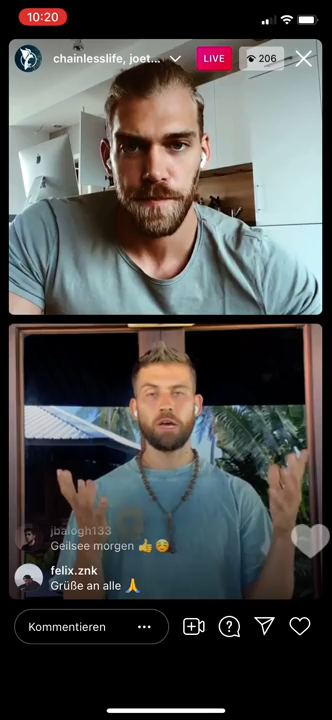 10:20
chainlesslife, joet...
LIVE
206
jbalogh133
Geilsee morgen 👍☺️
felix.znk
Grüße an alle 🙏
Kommentieren